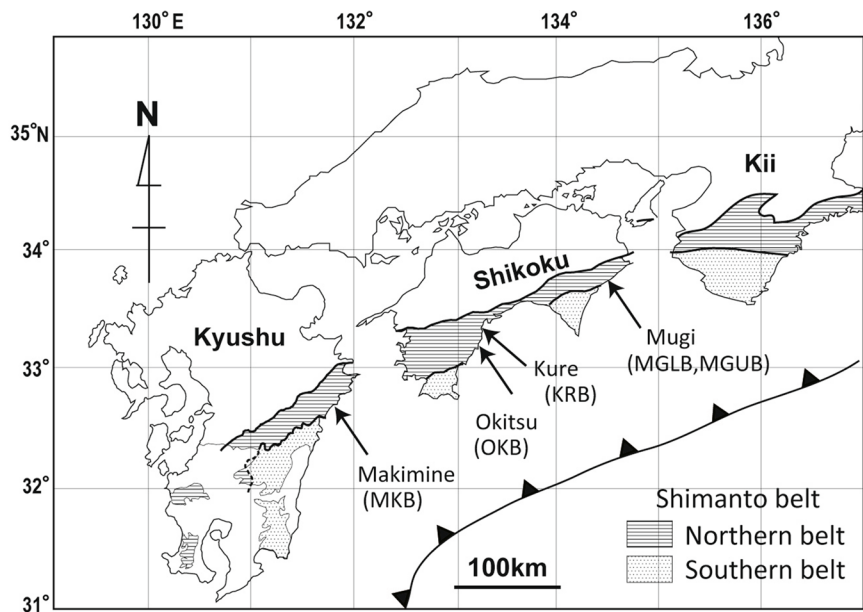 130°E
132°
134°
136°
N
35°N
Kii
34°
Shikoku
Kyushu
Mugi
(MGLB,MGUB)
33°
Kure
(KRB)
Okitsu
(OKB)
Makimine
(MKB)
32°
Shimanto belt
Northern belt
Southern belt
100km
31°